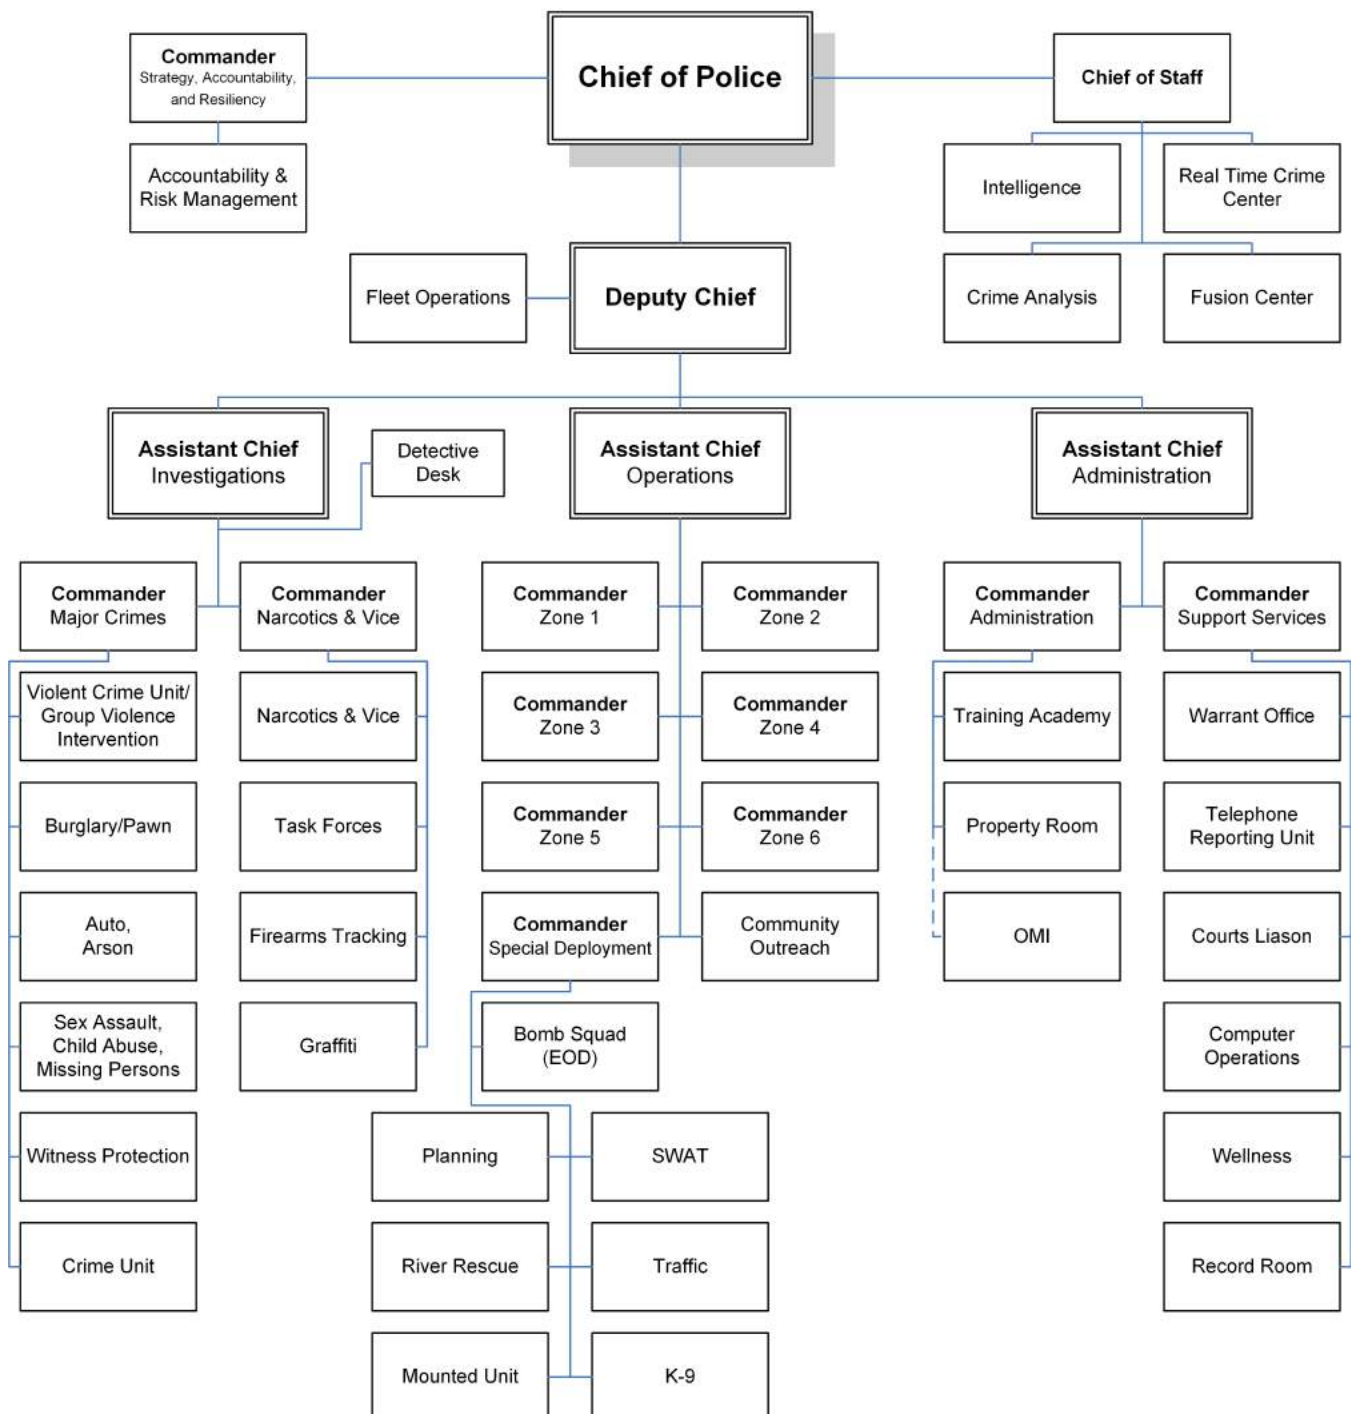 Commander
Strategy, Accountability,
and Resiliency
Chief of Police
Chief of Staff
Accountability &
Risk Management
Intelligence
Real Time Crime
Center
Fleet Operations
Deputy Chief
Crime Analysis
Fusion Center
Assistant Chief
Investigations
Detective
Desk
Assistant Chief
Operations
Assistant Chief
Administration
Commander
Major Crimes
Commander
Narcotics & Vice
Commander
Zone 1
Commander
Zone 2
Commander
Administration
Commander
Support Services
Violent Crime Unit/
Group Violence
Intervention
Narcotics & Vice
Commander
Zone 3
Commander
Zone 4
Training Academy
Warrant Office
Burglary/Pawn
Task Forces
Commander
Zone 5
Commander
Zone 6
Property Room
Telephone
Reporting Unit
Auto,
Arson
Firearms Tracking
Commander
Special Deployment
Community
Outreach
OMI
Courts Liason
Sex Assault,
Child Abuse,
Missing Persons
Graffiti
Bomb Squad
(EOD)
Computer
Operations
Witness Protection
Planning
SWAT
Wellness
Crime Unit
River Rescue
Traffic
Record Room
Mounted Unit
K-9